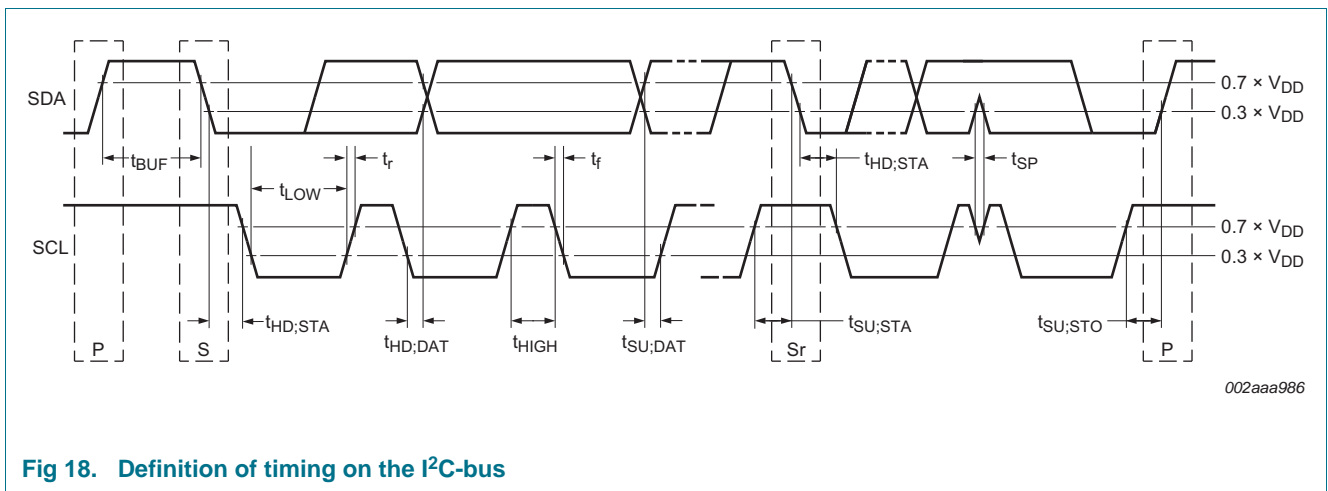 SDA
0.7 × VDD
0.3 × VDD
tBUF
tLOW
tr
tf
tHD;STA
tSP
SCL
0.7 × VDD
0.3 × VDD
tHD;STA
tHD;DAT
tHIGH
tSU;DAT
tSU;STA
tSU;STO
P
S
Sr
P
002aaa986
Fig 18. Definition of timing on the I²C-bus